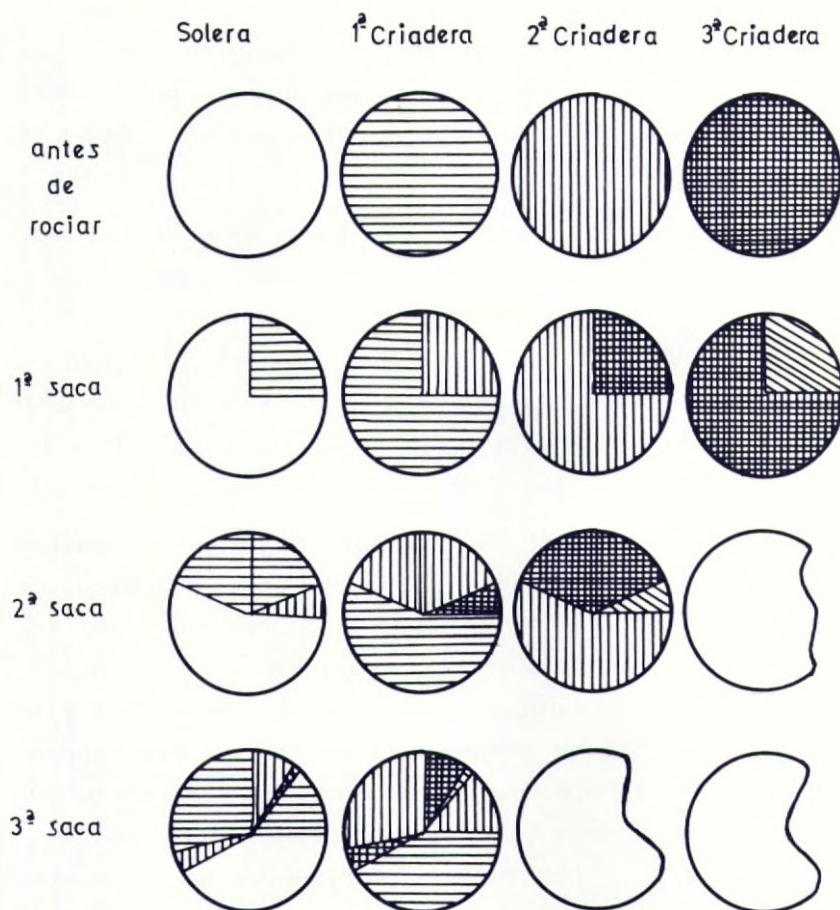 Solera 1ª Criadera 2ª Criadera 3ª Criadera
antes
de
rociar
1ª saca
2ª saca
3ª saca